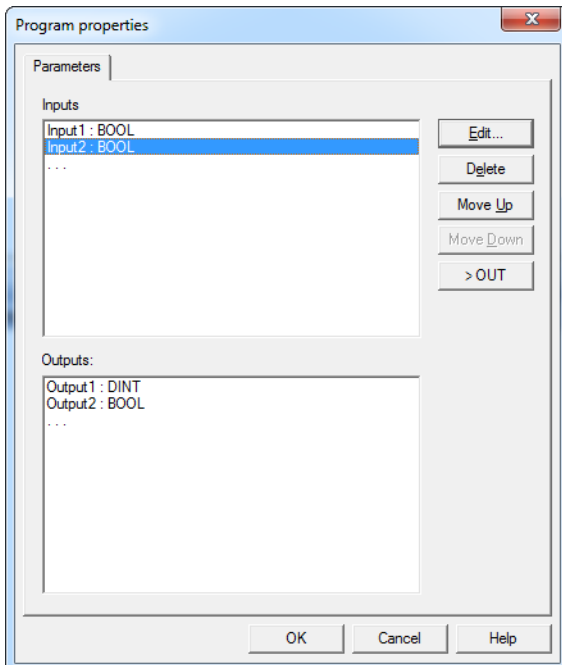 Program properties
Parameters
Inputs
Input1 : BOOL
Input2 : BOOL
. . .
Edit...
Delete
Move Up
Move Down
> OUT
Outputs:
Output1 : DINT
Output2 : BOOL
. . .
OK
Cancel
Help